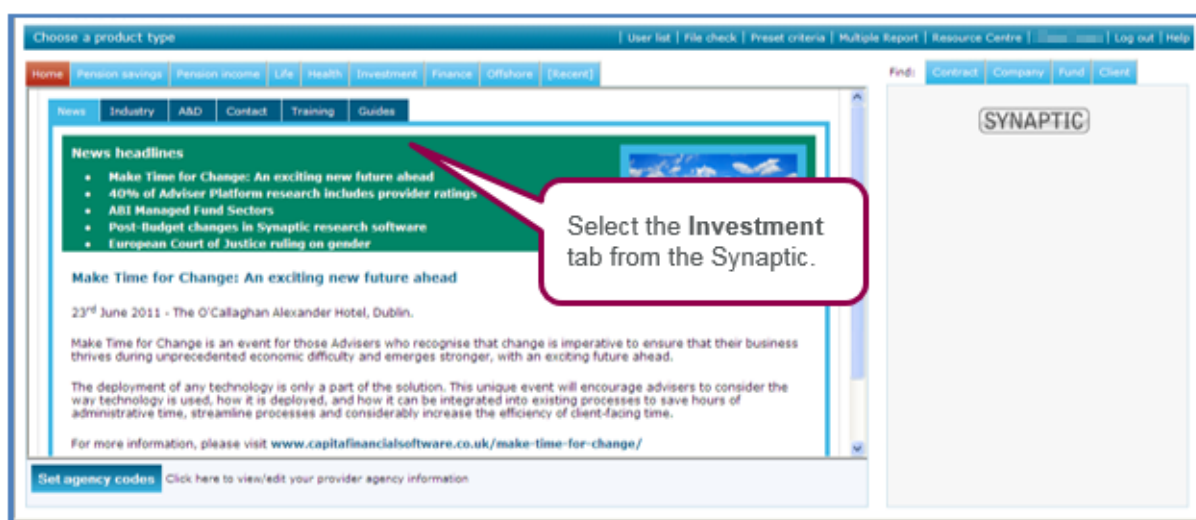 Choose a product type
| User list | File check | Preset criteria | Multiple Report | Resource Centre | | Log out | Help
Home Pension savings Pension income Life Health Investment Finance Offshore [Recent]
Find: Contract Company Fund Client
News Industry A&D Contact Training Guides
SYNAPTIC
News headlines
• Make Time for Change: An exciting new future ahead
• 40% of Adviser Platform research includes provider ratings
• ABI Managed Fund Sectors
• Post-Budget changes in Synaptic research software
• European Court of Justice ruling on gender
Select the Investment
tab from the Synaptic.
Make Time for Change: An exciting new future ahead
23rd June 2011 - The O'Callaghan Alexander Hotel, Dublin.
Make Time for Change is an event for those Advisers who recognise that change is imperative to ensure that their business
thrives during unprecedented economic difficulty and emerges stronger, with an exciting future ahead.
The deployment of any technology is only a part of the solution. This unique event will encourage advisers to consider the
way technology is used, how it is deployed, and how it can be integrated into existing processes to save hours of
administrative time, streamline processes and considerably increase the efficiency of client-facing time.
For more information, please visit www.capitafinancialsoftware.co.uk/make-time-for-change/
Set agency codes Click here to view/edit your provider agency information